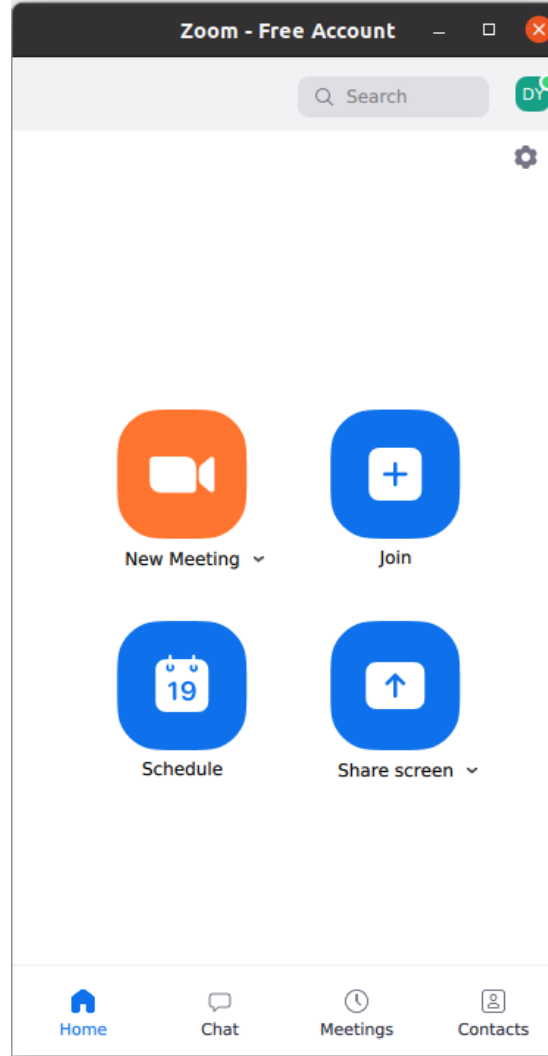 Zoom - Free Account
Search
DY
New Meeting
Join
19
Schedule
Share screen
Home
Chat
Meetings
Contacts